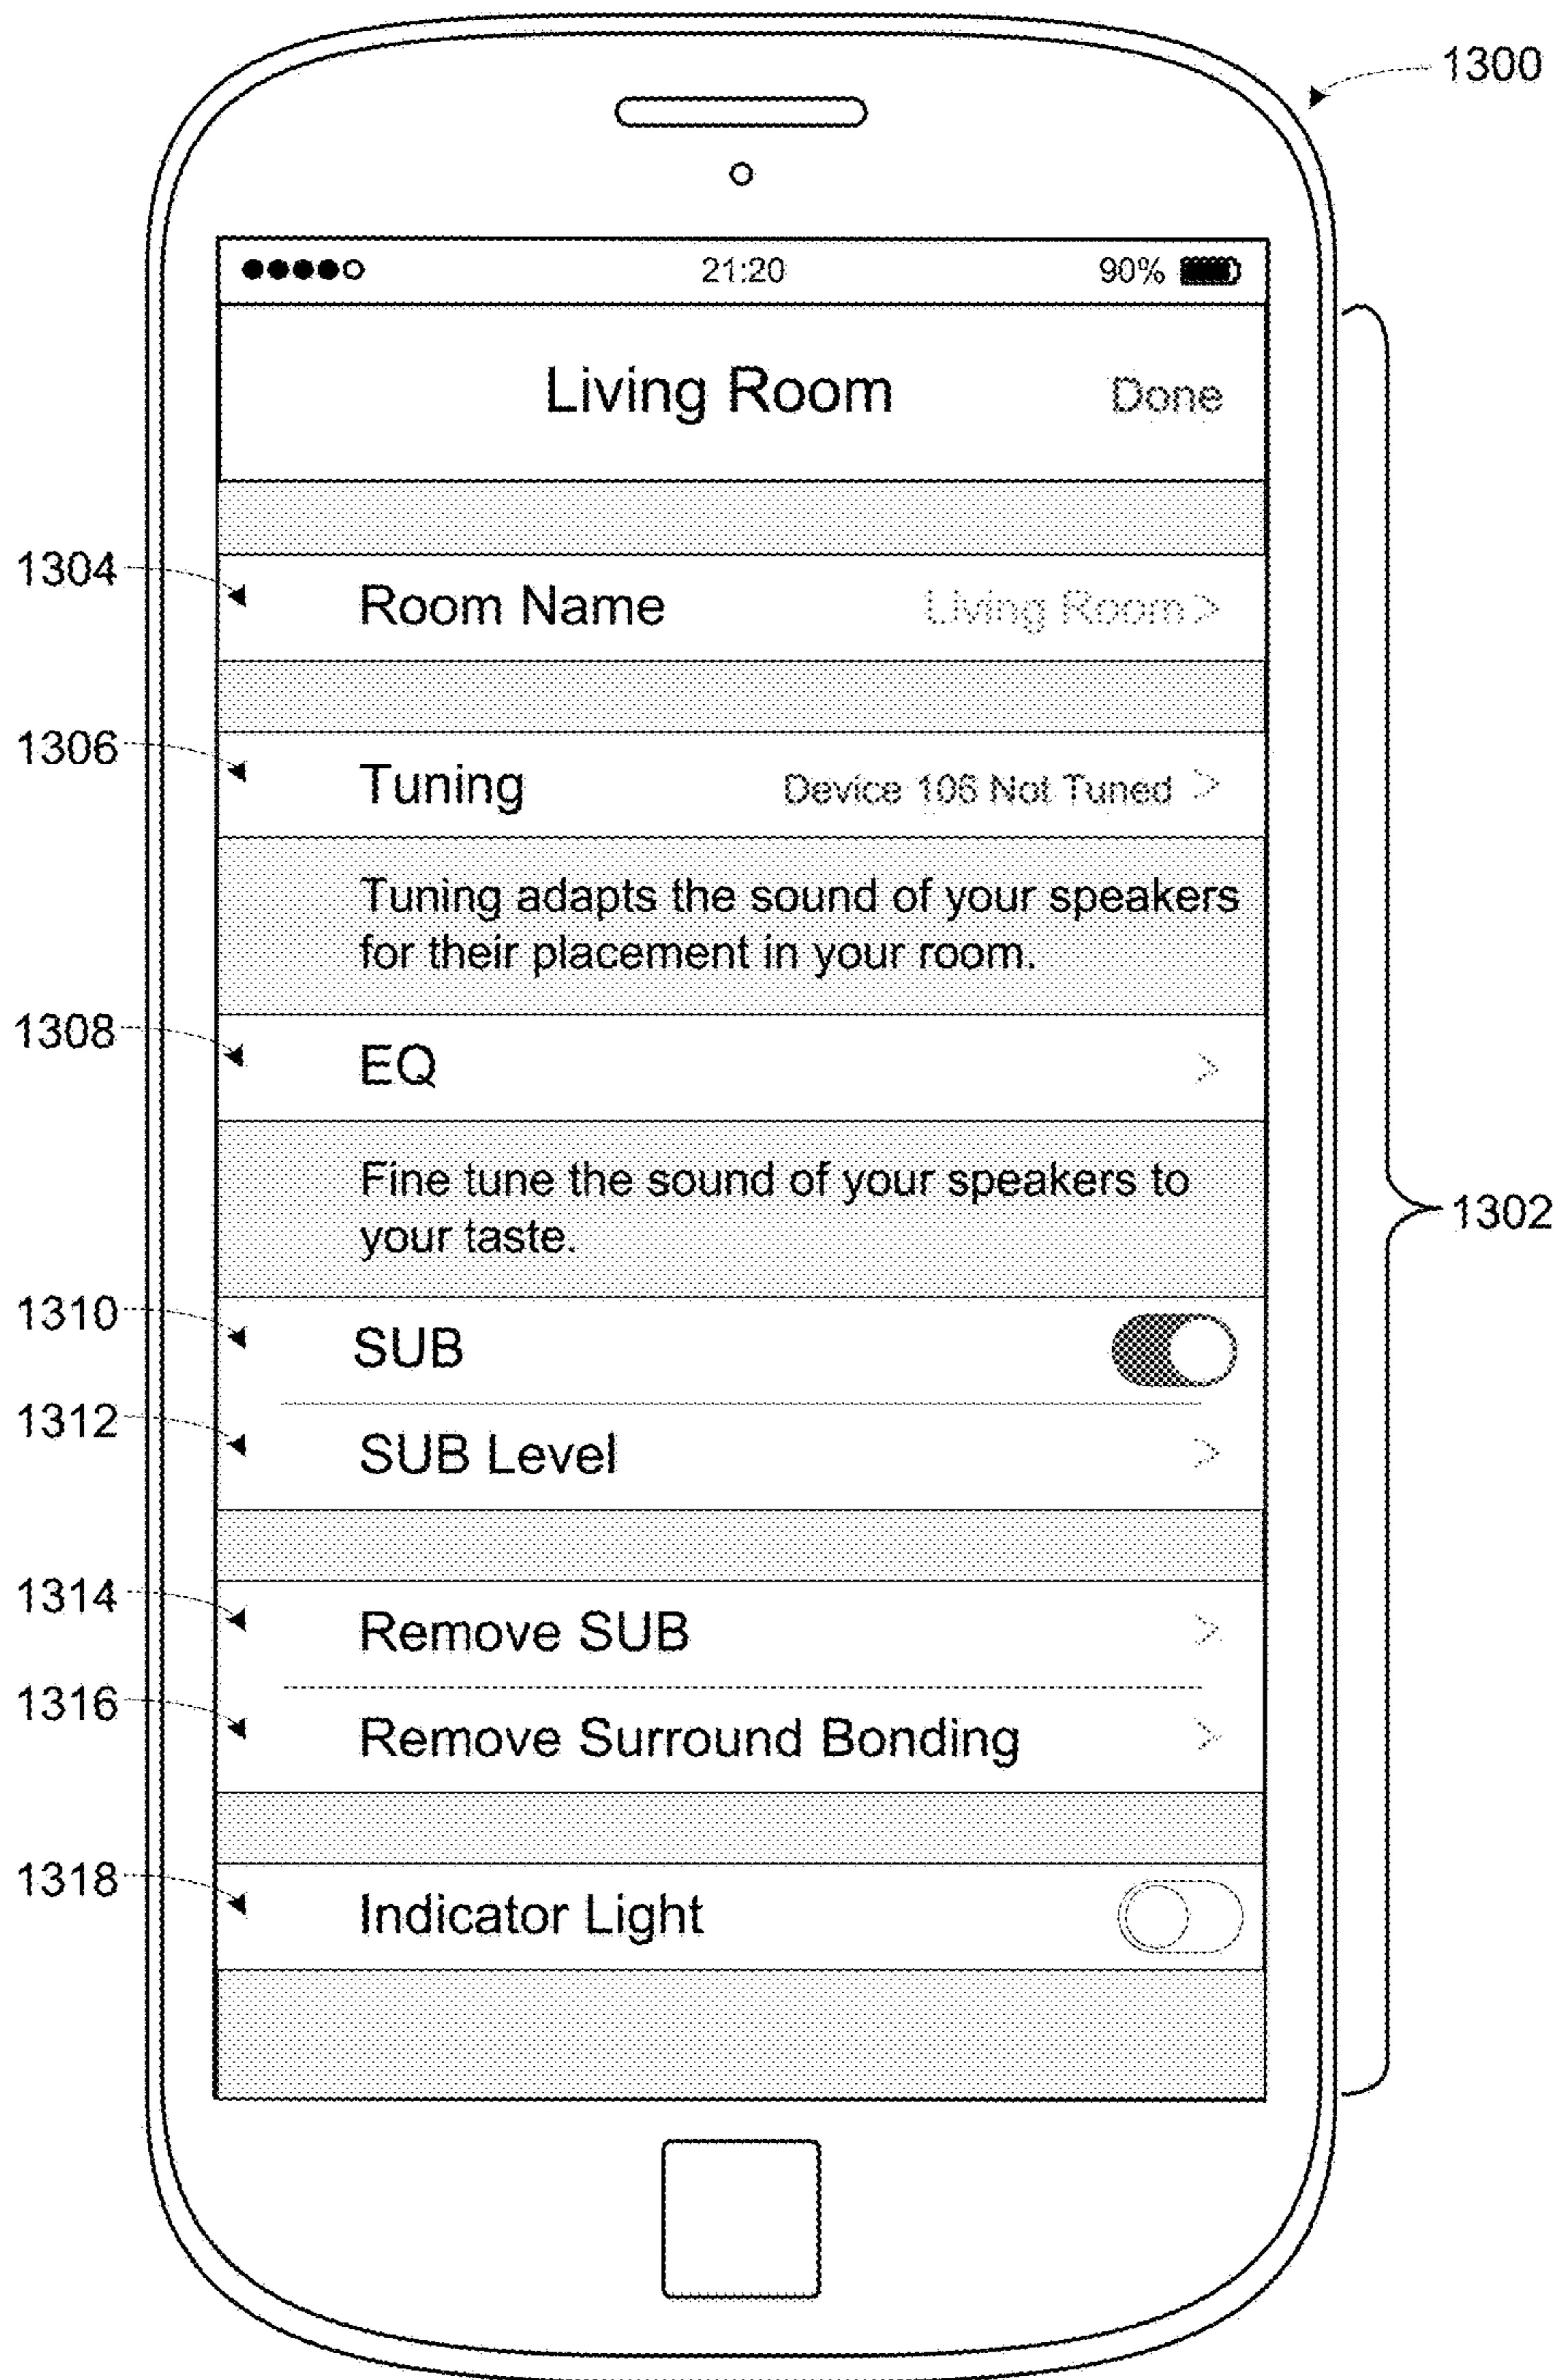 1300
21:20 90%
Living Room Done
1304 Room Name Living Room >
1306 Tuning Device 106 Not Tuned >
Tuning adapts the sound of your speakers
for their placement in your room.
1308 EQ >
Fine tune the sound of your speakers to
your taste.
1302
1310 SUB
1312 SUB Level >
1314 Remove SUB >
1316 Remove Surround Bonding >
1318 Indicator Light